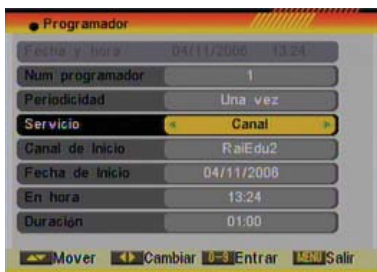 Programador
Fecha y hora 04/11/2006 13:24
Num programador 1
Periodicidad Una vez
Servicio Canal
Canal de Inicio RaiEdu2
Fecha de Inicio 04/11/2006
En hora 13:24
Duración 01:00
Mover Cambiar 0-9 Entrar MENU Salir